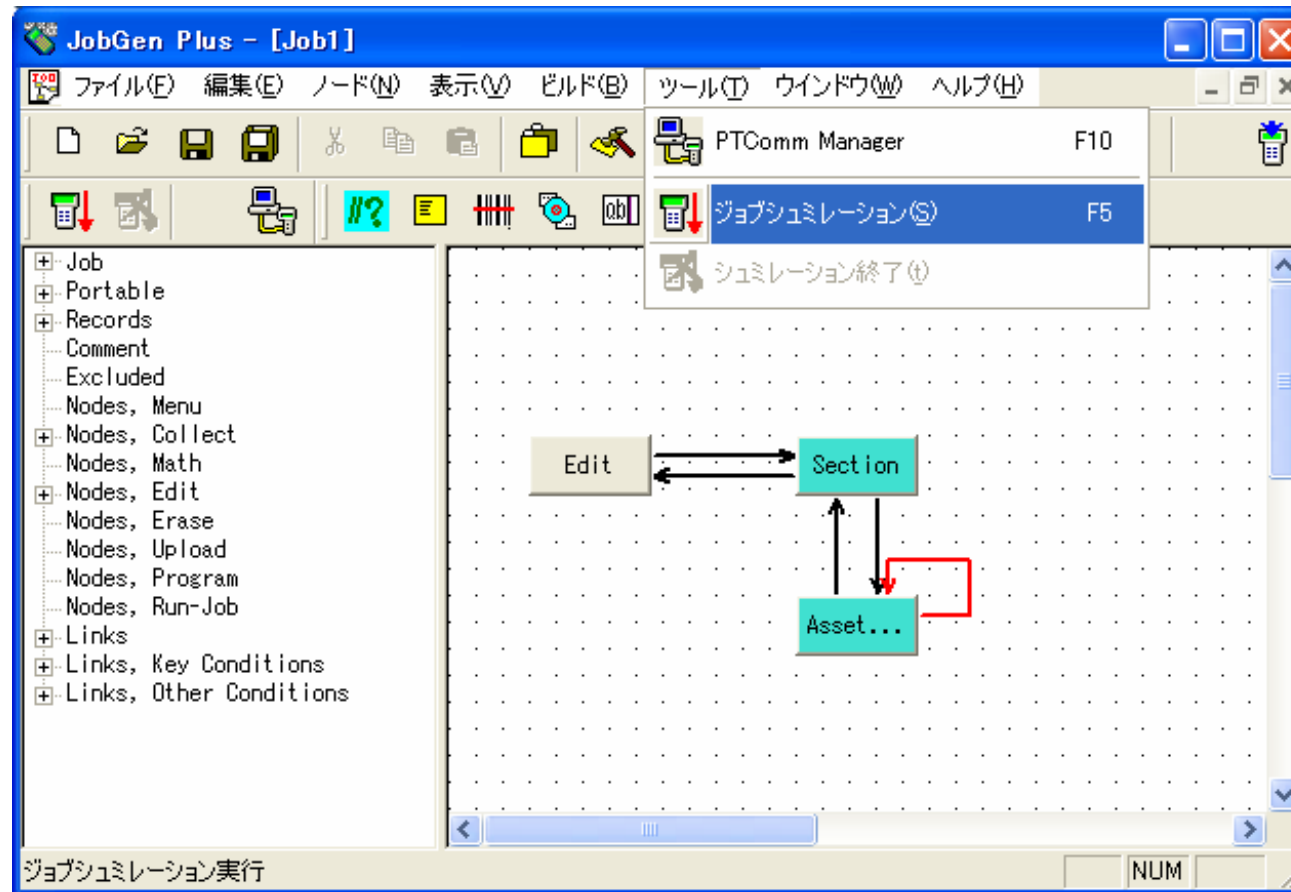 JobGen Plus - [Job1]
ファイル(F) 編集(E) ノード(N) 表示(V) ビルド(B) ツール(T) ウインドウ(W) ヘルプ(H)
PTComm Manager F10
ジョブシュミレーション(S) F5
シュミレーション終了(t)
Job
Portable
Records
Comment
Excluded
Nodes, Menu
Nodes, Collect
Nodes, Math
Nodes, Edit
Nodes, Erase
Nodes, Upload
Nodes, Program
Nodes, Run-Job
Links
Links, Key Conditions
Links, Other Conditions
Edit
Section
Asset...
ジョブシュミレーション実行
NUM